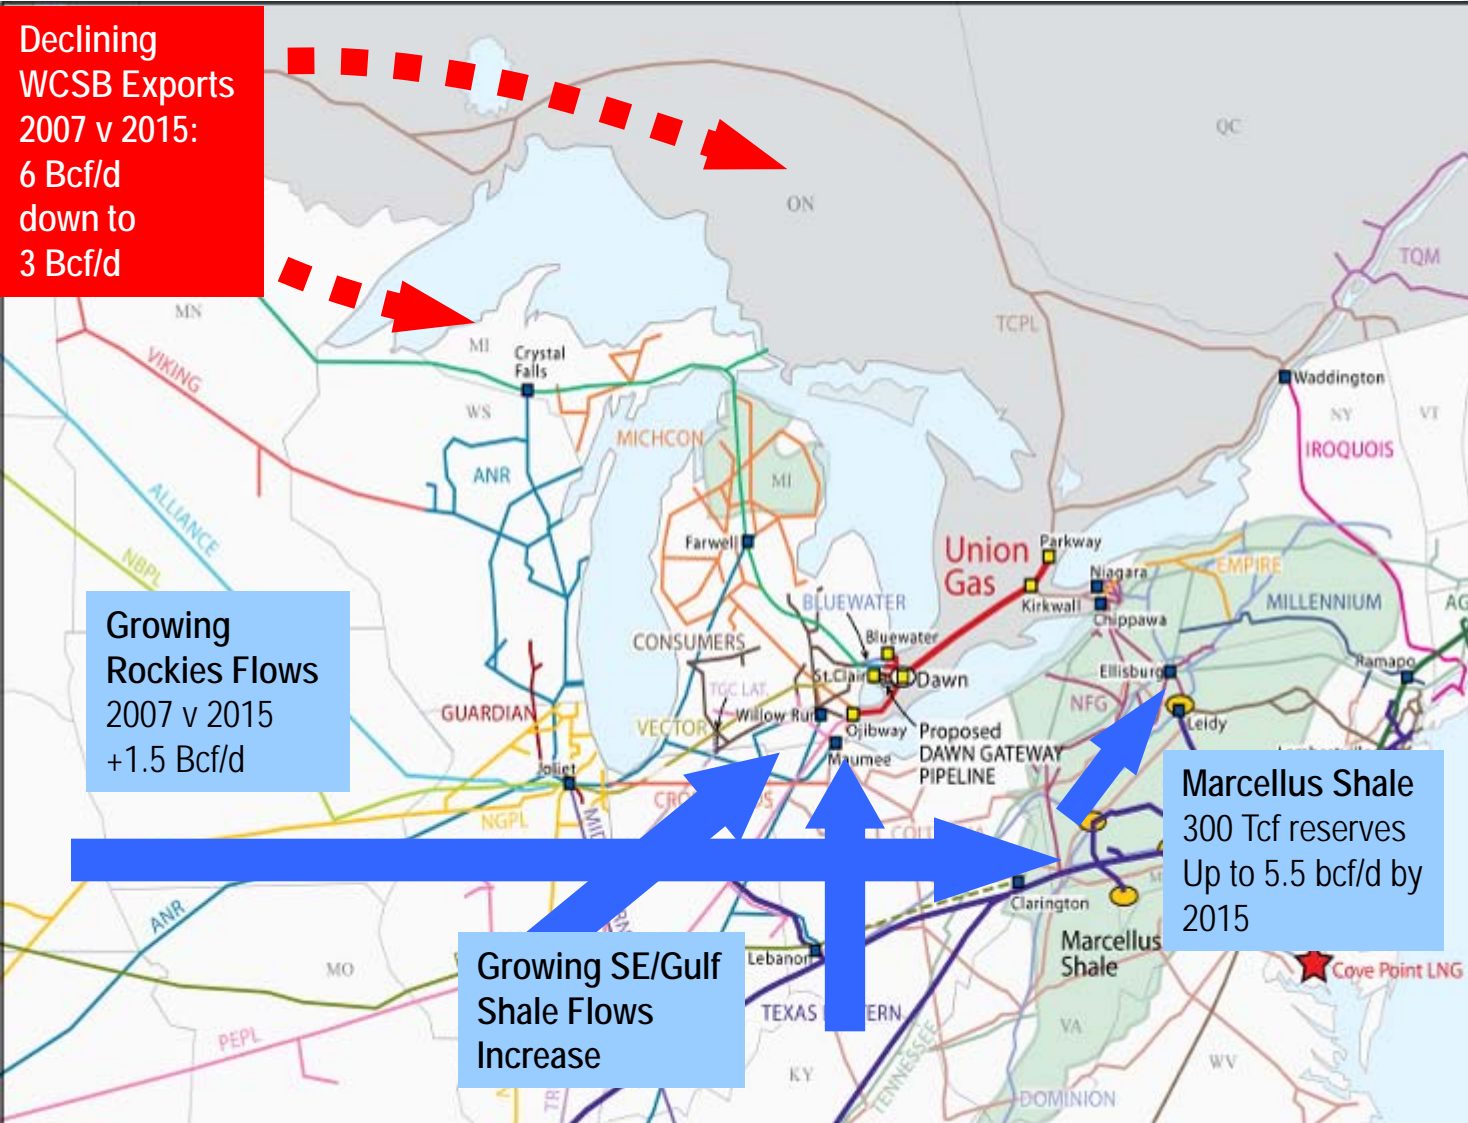 Declining
WCSB Exports
2007 v 2015:
6 Bcf/d
down to
3 Bcf/d
QC
ON
TQM
MN
TCPL
MI
Crystal
Falls
VIKING
Waddington
WS
NY
VT
MICHCON
IROQUOIS
ANR
MI
ALLIANCE
Farwell
Union
Gas
Parkway
NBPL
Niagara
EMPIRE
Kirkwall
BLUEWATER
MILLENNIUM
AG
Chippawa
Growing
Rockies Flows
2007 v 2015
+1.5 Bcf/d
CONSUMERS
Bluewater
St.Clair
Dawn
Ellisburg
Ramapo
TGC LAT.
NFG
GUARDIAN
VECTOR
Willow Run
Ojibway
Leidy
Proposed
DAWN GATEWAY
PIPELINE
Maumee
Joliet
NGPL
Marcellus Shale
300 Tcf reserves
Up to 5.5 bcf/d by
2015
Clarington
ANR
Marcellus
Shale
Lebanon
MO
Growing SE/Gulf
Shale Flows
Increase
Cove Point LNG
TEXAS
ERN
VA
PEPL
TENNESSEE
KY
WV
DOMINION